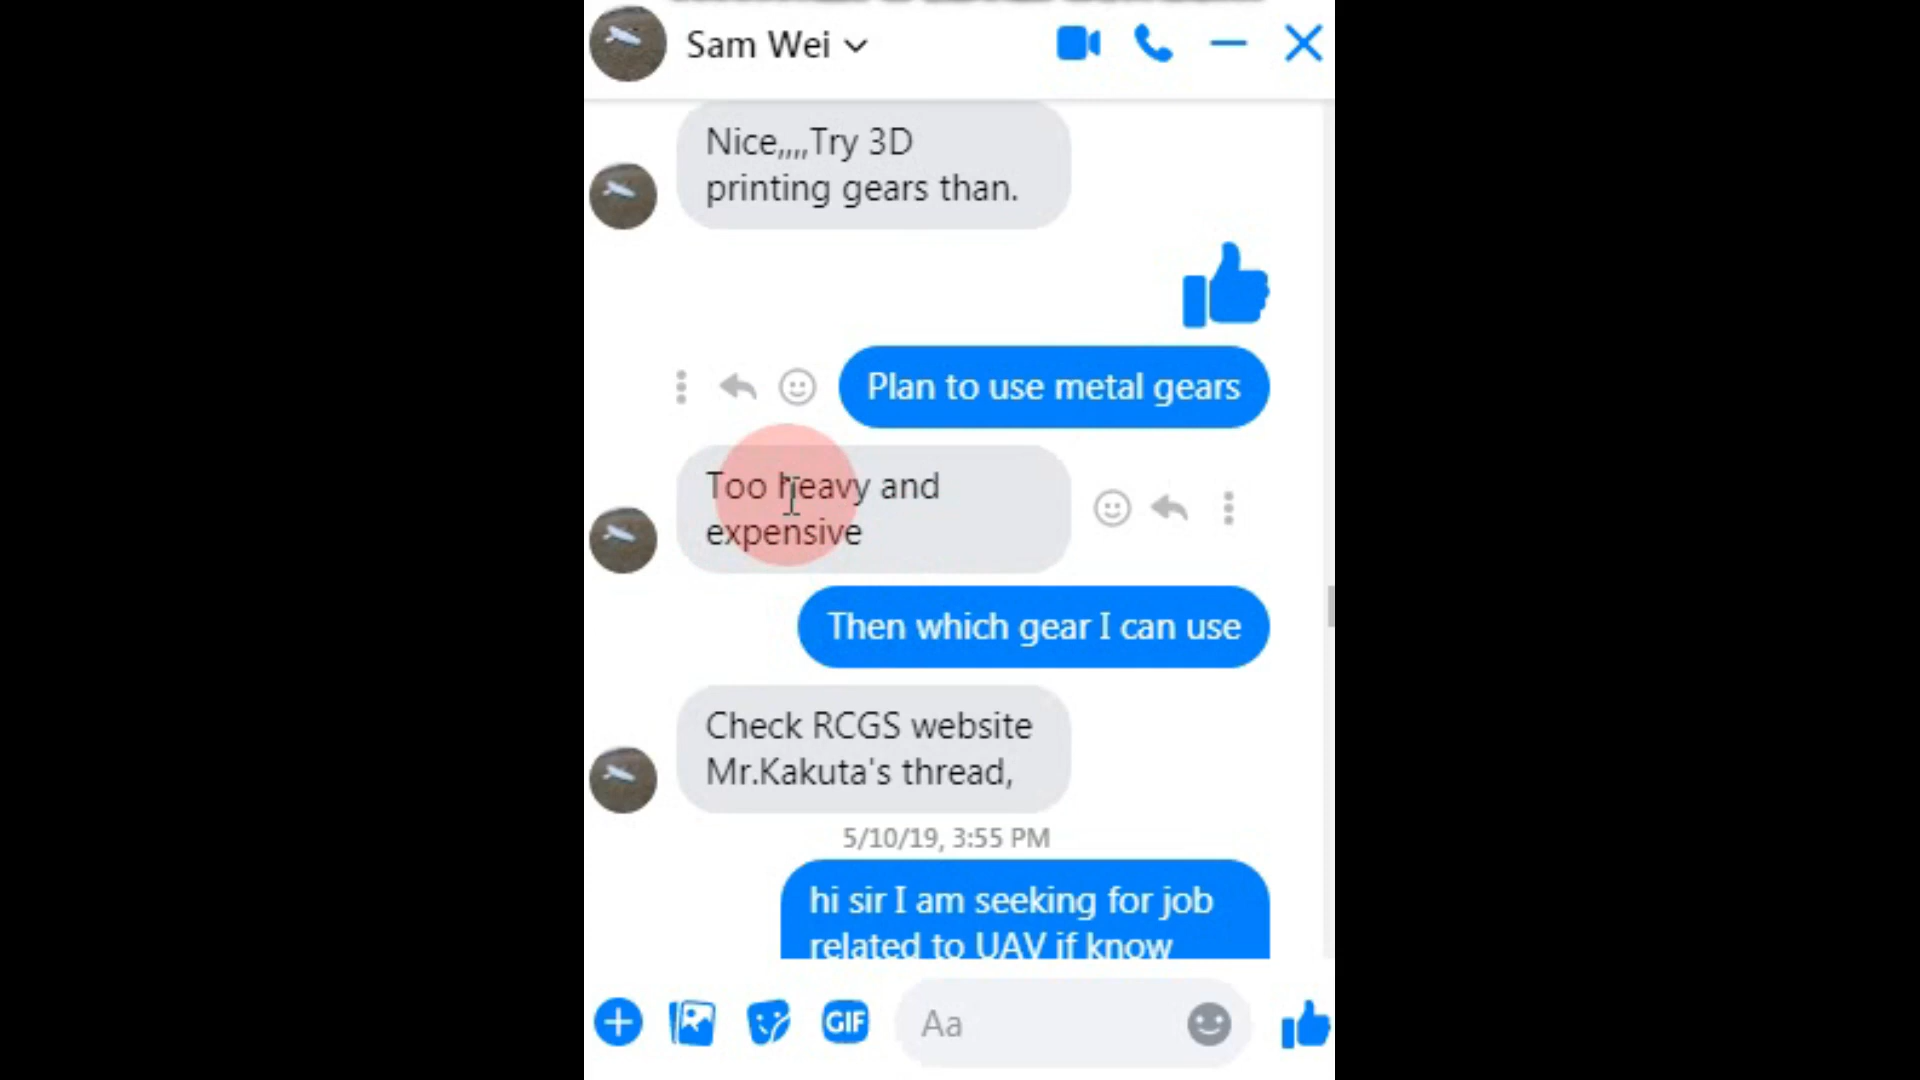 Sam Wei
Nice,,,,Try 3D
printing gears than.
Plan to use metal gears
Too heavy and
expensive
Then which gear I can use
Check RCGS website
Mr.Kakuta's thread,
5/10/19, 3:55 PM
hi sir I am seeking for job
related to UAV if know
GIF
Aa